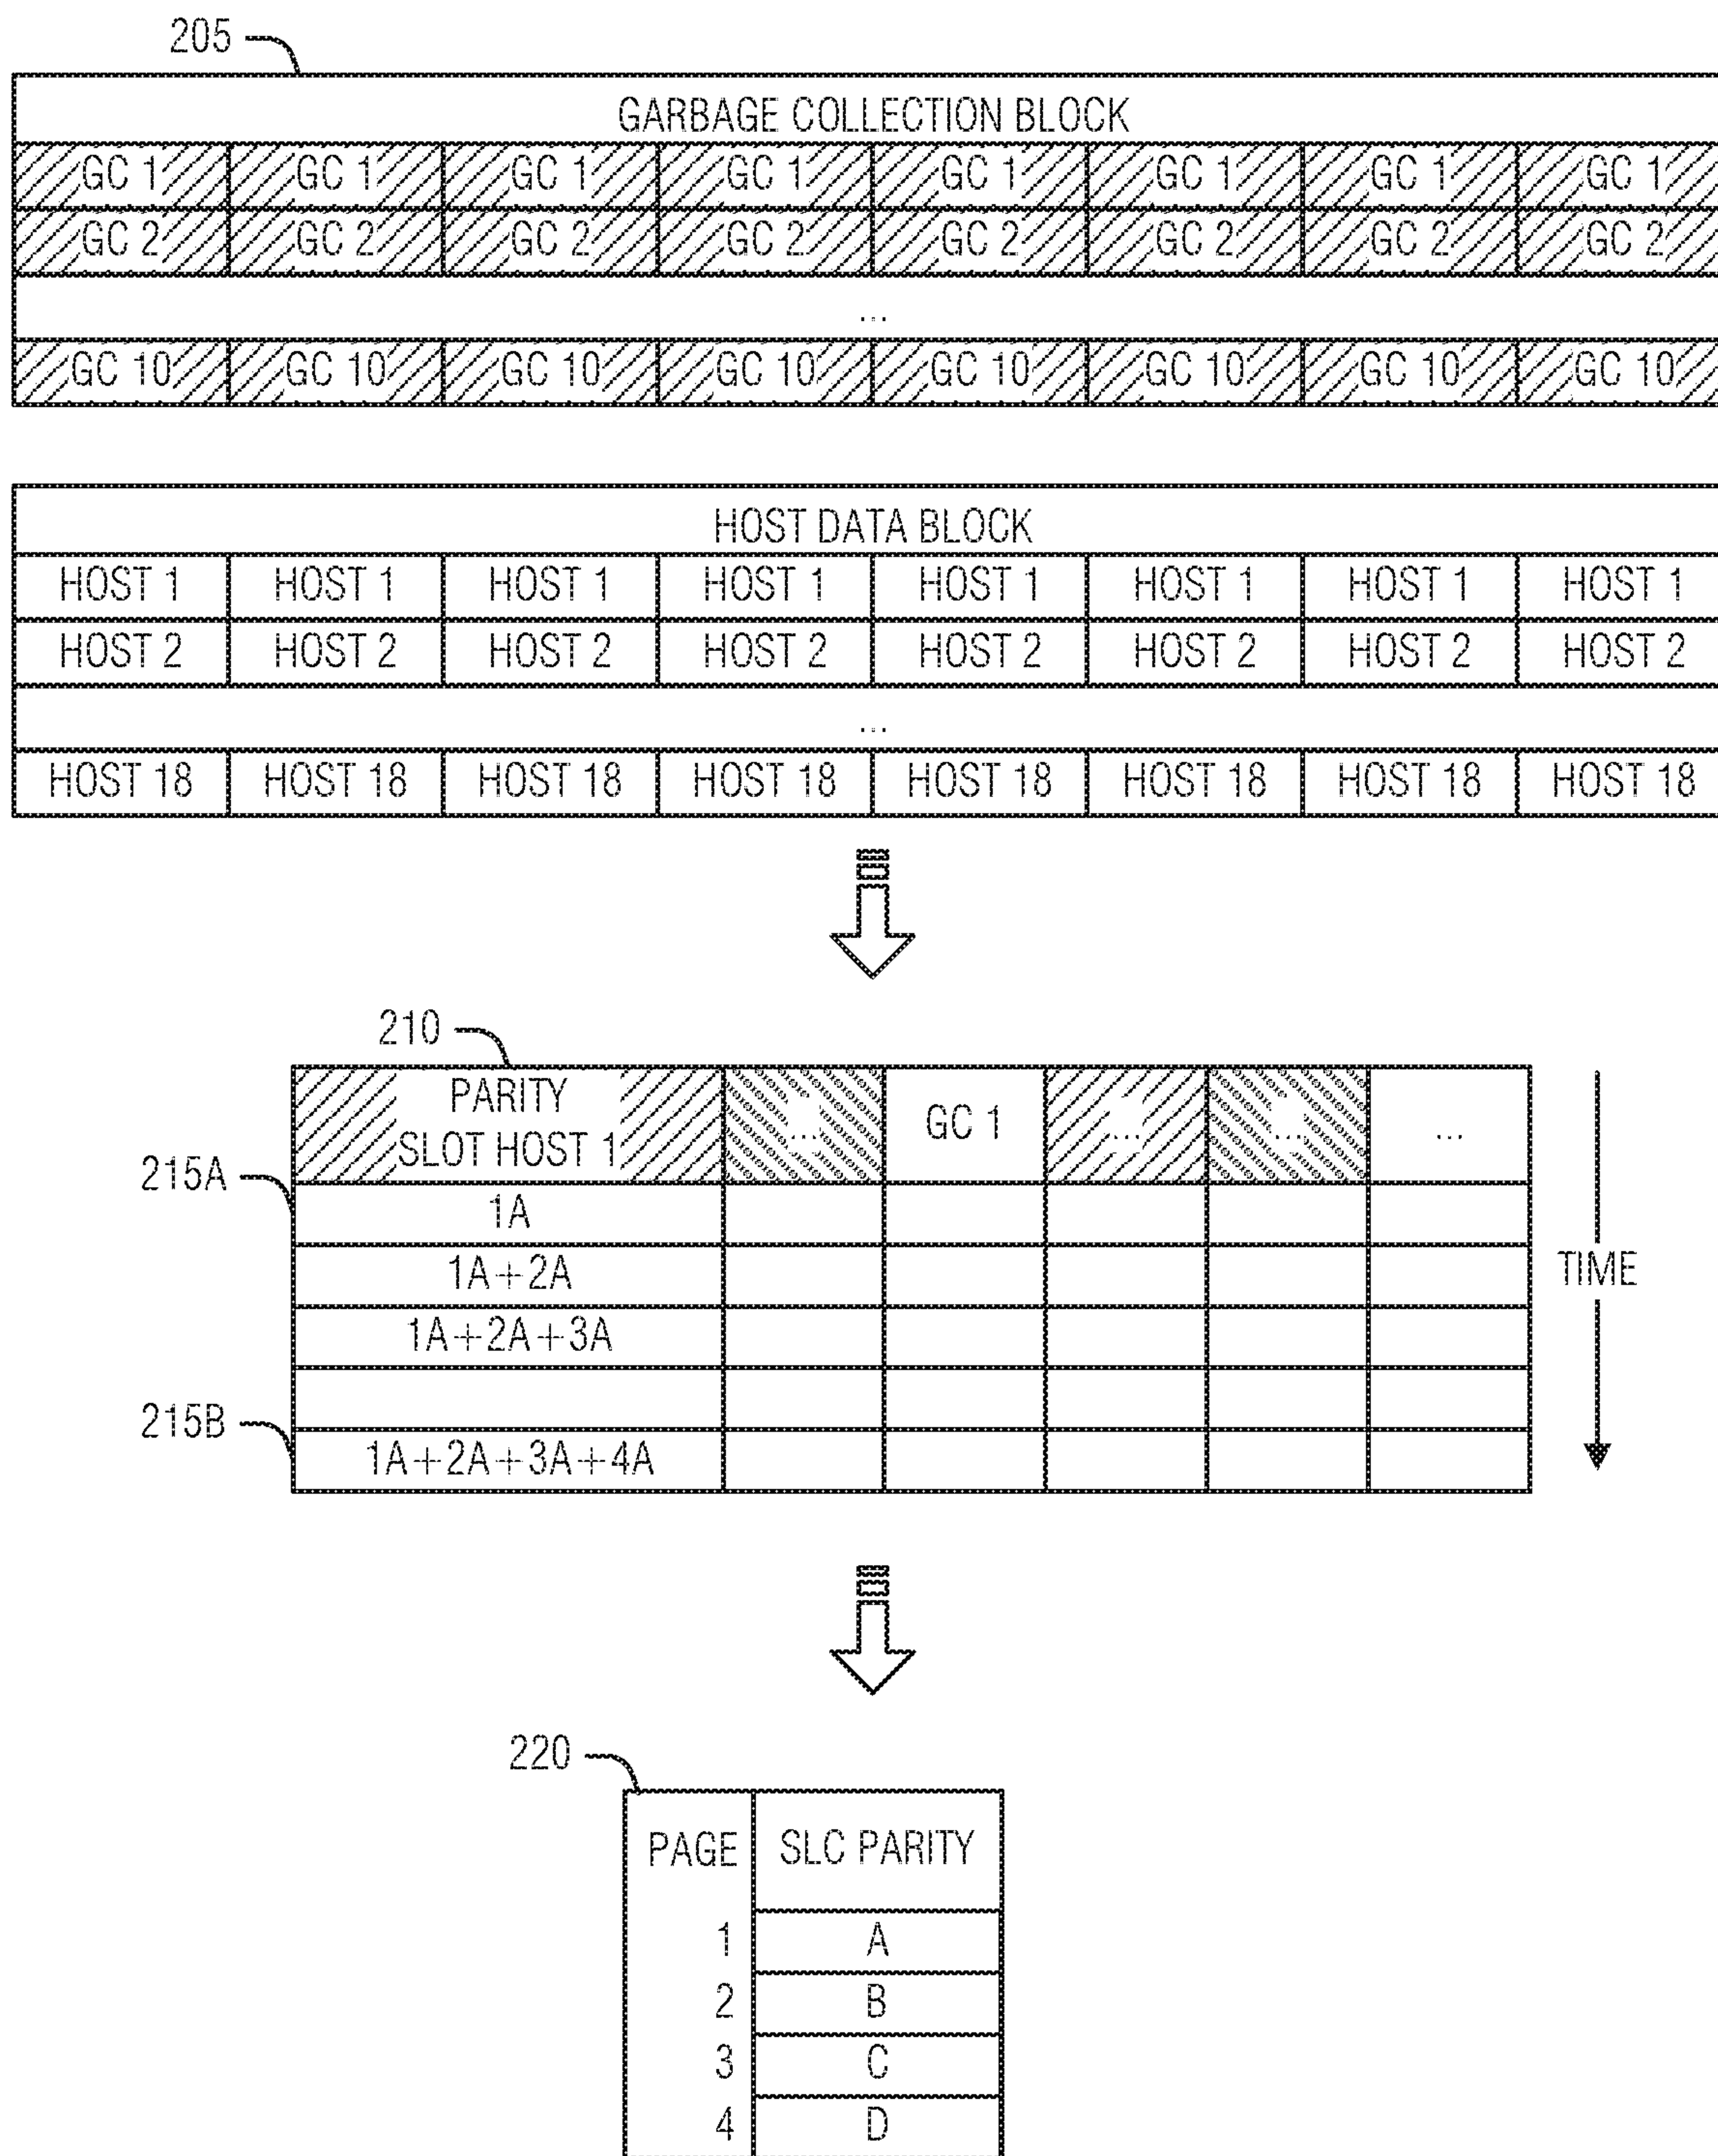 205
GARBAGE COLLECTION BLOCK
GC 1 GC 1 GC 1 GC 1 GC 1 GC 1 GC 1 GC 1
GC 2 GC 2 GC 2 GC 2 GC 2 GC 2 GC 2 GC 2
...
GC 10 GC 10 GC 10 GC 10 GC 10 GC 10 GC 10 GC 10
HOST DATA BLOCK
HOST 1 HOST 1 HOST 1 HOST 1 HOST 1 HOST 1 HOST 1 HOST 1
HOST 2 HOST 2 HOST 2 HOST 2 HOST 2 HOST 2 HOST 2 HOST 2
...
HOST 18 HOST 18 HOST 18 HOST 18 HOST 18 HOST 18 HOST 18 HOST 18
210
PARITY
SLOT HOST 1 ... GC 1 ... ... ...
215A
1A
1A+2A
TIME
1A+2A+3A
215B
1A+2A+3A+4A
220
PAGE SLC PARITY
1 A
2 B
3 C
4 D